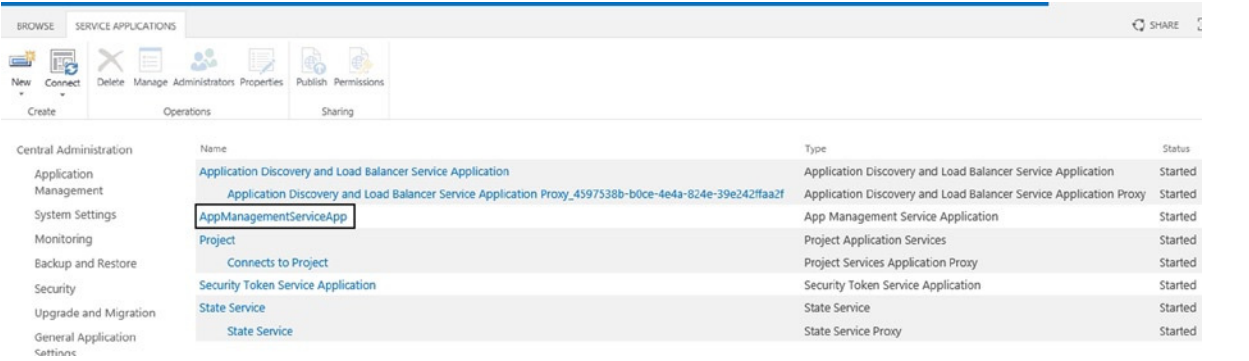 BROWSE SERVICE APPLICATIONS SHARE
New Connect Delete Manage Administrators Properties Publish Permissions
Create Operations Sharing
Central Administration
Application
Management
System Settings
Monitoring
Backup and Restore
Security
Upgrade and Migration
General Application
Settings
Name Type Status
Application Discovery and Load Balancer Service Application Application Discovery and Load Balancer Service Application Started
Application Discovery and Load Balancer Service Application Proxy_4597538b-b0ce-4e4a-824e-39e242ffaa2f Application Discovery and Load Balancer Service Application Proxy Started
AppManagementServiceApp App Management Service Application Started
Project Project Application Services Started
Connects to Project Project Services Application Proxy Started
Security Token Service Application Security Token Service Application Started
State Service State Service Started
State Service State Service Proxy Started